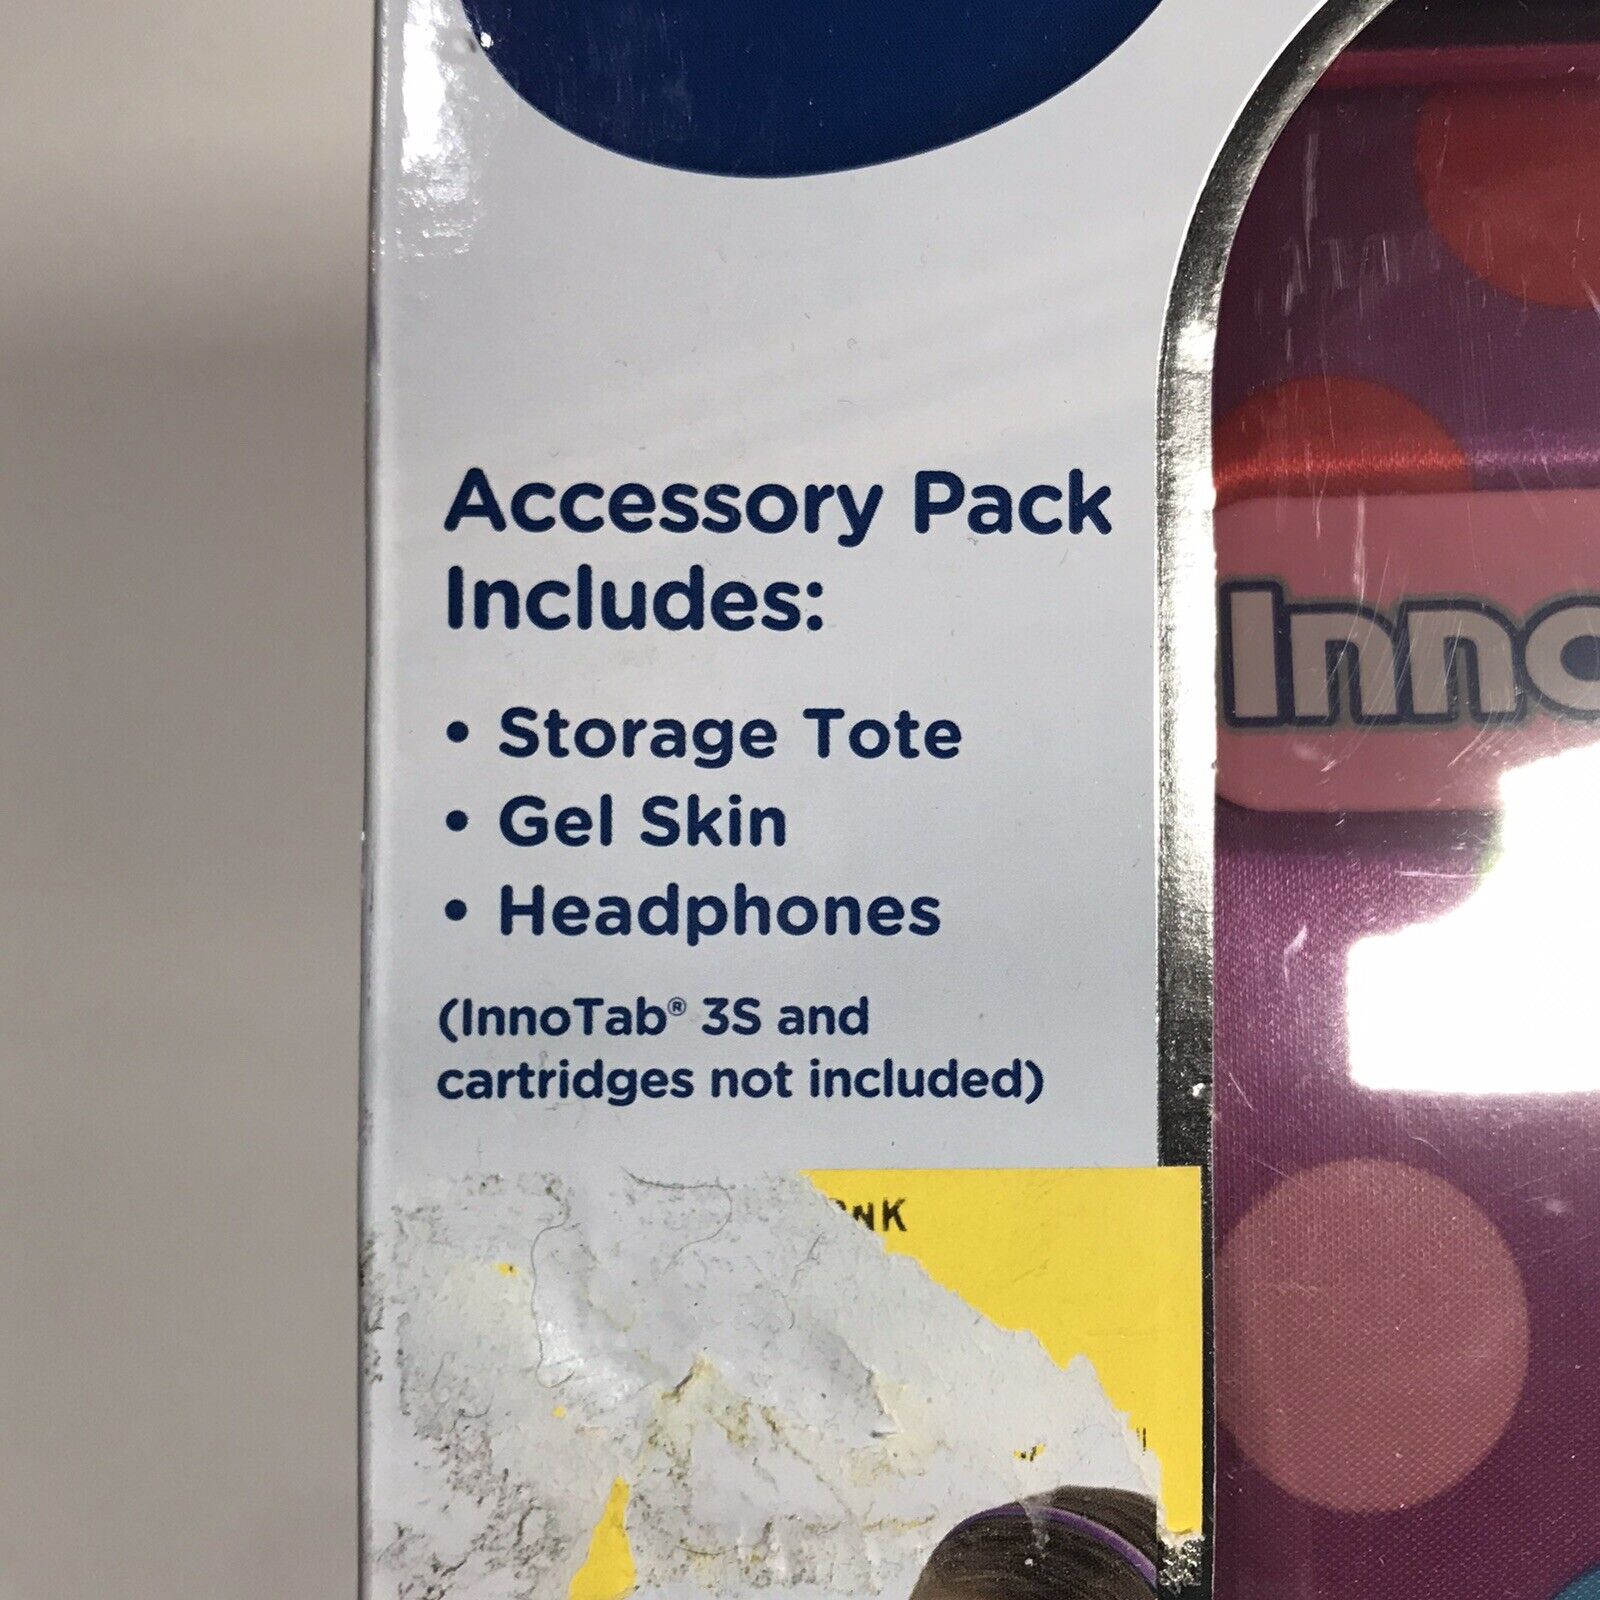 Accessory Pack
Includes:
• Storage Tote
• Gel Skin
• Headphones
(InnoTab® 3S and
cartridges not included)
Inno